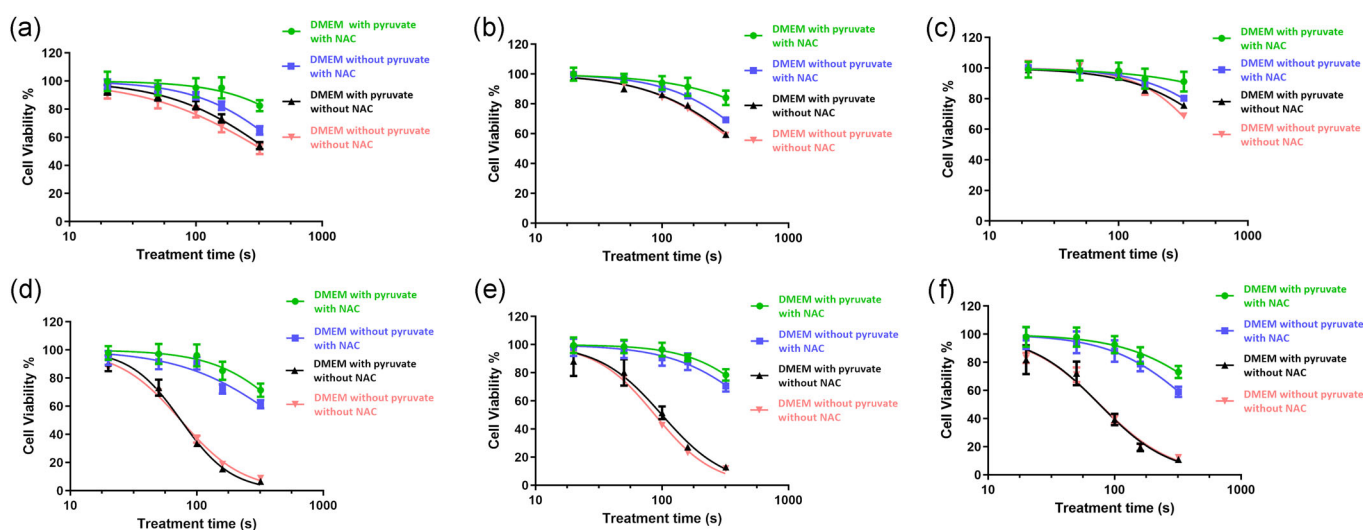 (a)
DMEM with pyruvate
with NAC
DMEM without pyruvate
with NAC
DMEM with pyruvate
without NAC
DMEM without pyruvate
without NAC
120
100
80
60
40
20
0
Cell Viability %
10
100
1000
Treatment time (s)
(b)
DMEM with pyruvate
with NAC
DMEM without pyruvate
with NAC
DMEM with pyruvate
without NAC
DMEM without pyruvate
without NAC
120
100
80
60
40
20
0
Cell Viability %
10
100
1000
Treatment time (s)
(c)
DMEM with pyruvate
with NAC
DMEM without pyruvate
with NAC
DMEM with pyruvate
without NAC
DMEM without pyruvate
without NAC
120
100
80
60
40
20
0
Cell Viability %
10
100
1000
Treatment time (s)
(d)
DMEM with pyruvate
with NAC
DMEM without pyruvate
with NAC
DMEM with pyruvate
without NAC
DMEM without pyruvate
without NAC
120
100
80
60
40
20
0
Cell Viability %
10
100
1000
Treatment time (s)
(e)
DMEM with pyruvate
with NAC
DMEM without pyruvate
with NAC
DMEM with pyruvate
without NAC
DMEM without pyruvate
without NAC
120
100
80
60
40
20
0
Cell Viability %
10
100
1000
Treatment time (s)
(f)
DMEM with pyruvate
with NAC
DMEM without pyruvate
with NAC
DMEM with pyruvate
without NAC
DMEM without pyruvate
without NAC
120
100
80
60
40
20
0
Cell Viability %
10
100
1000
Treatment time (s)